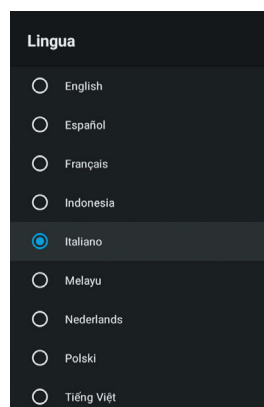 Lingua
English
Español
Français
Indonesia
Italiano
Melayu
Nederlands
Polski
Tiếng Việt